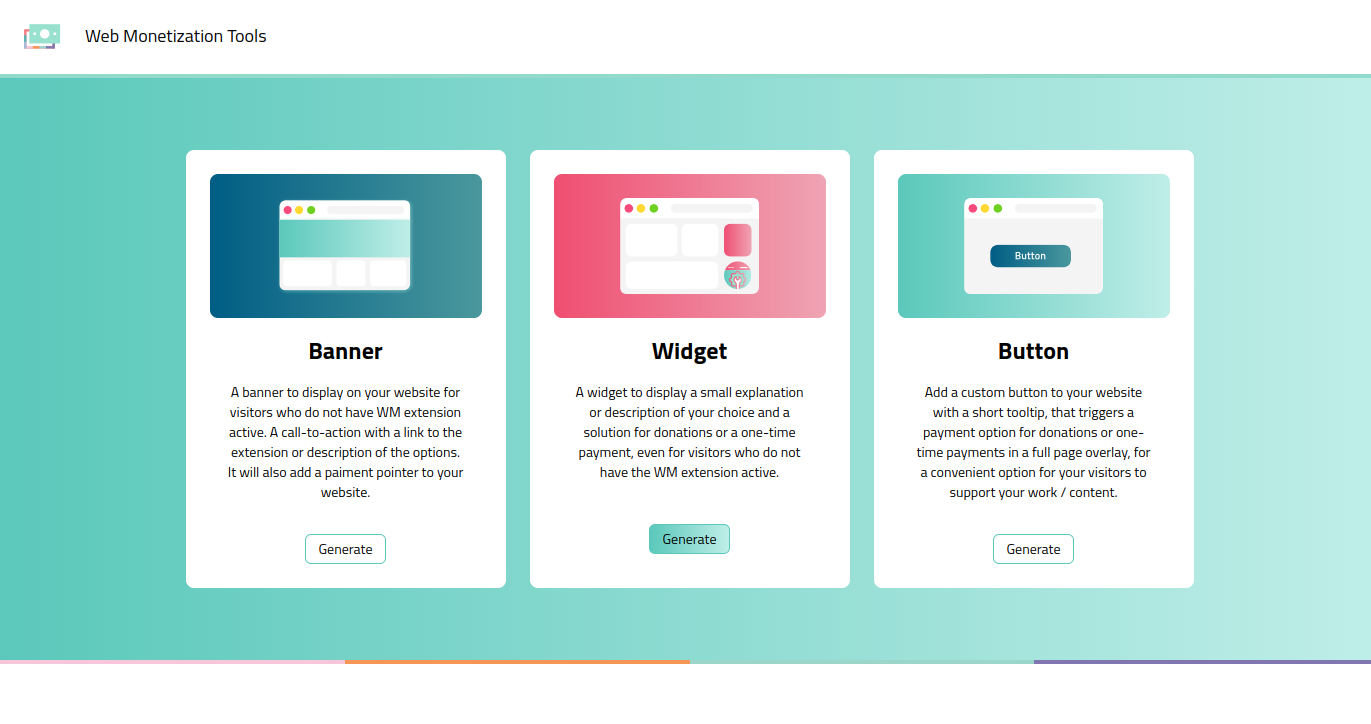 Web Monetization Tools
Button
Banner
A banner to display on your website for
visitors who do not have WM extension
active. A call-to-action with a link to the
extension or description of the options.
It will also add a paiment pointer to your
website.
Generate
Widget
A widget to display a small explanation
or description of your choice and a
solution for donations or a one-time
payment, even for visitors who do not
have the WM extension active.
Generate
Button
Add a custom button to your website
with a short tooltip, that triggers a
payment option for donations or one-
time payments in a full page overlay, for
a convenient option for your visitors to
support your work / content.
Generate